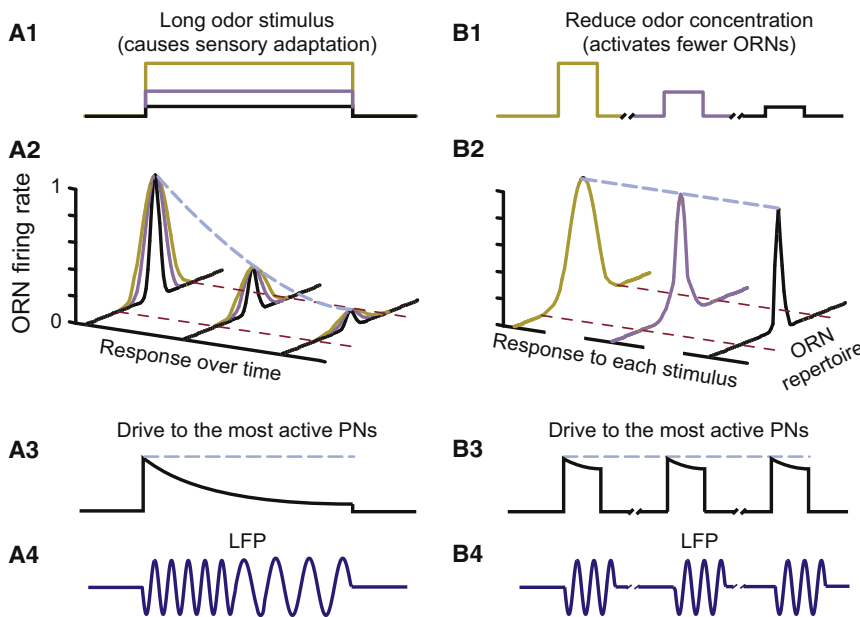 A1
Long odor stimulus
(causes sensory adaptation)
B1
Reduce odor concentration
(activates fewer ORNs)
A2
ORN firing rate
1
0
Response over time
B2
Response to each stimulus
ORN
repertoire
A3
Drive to the most active PNs
B3
Drive to the most active PNs
A4
LFP
B4
LFP